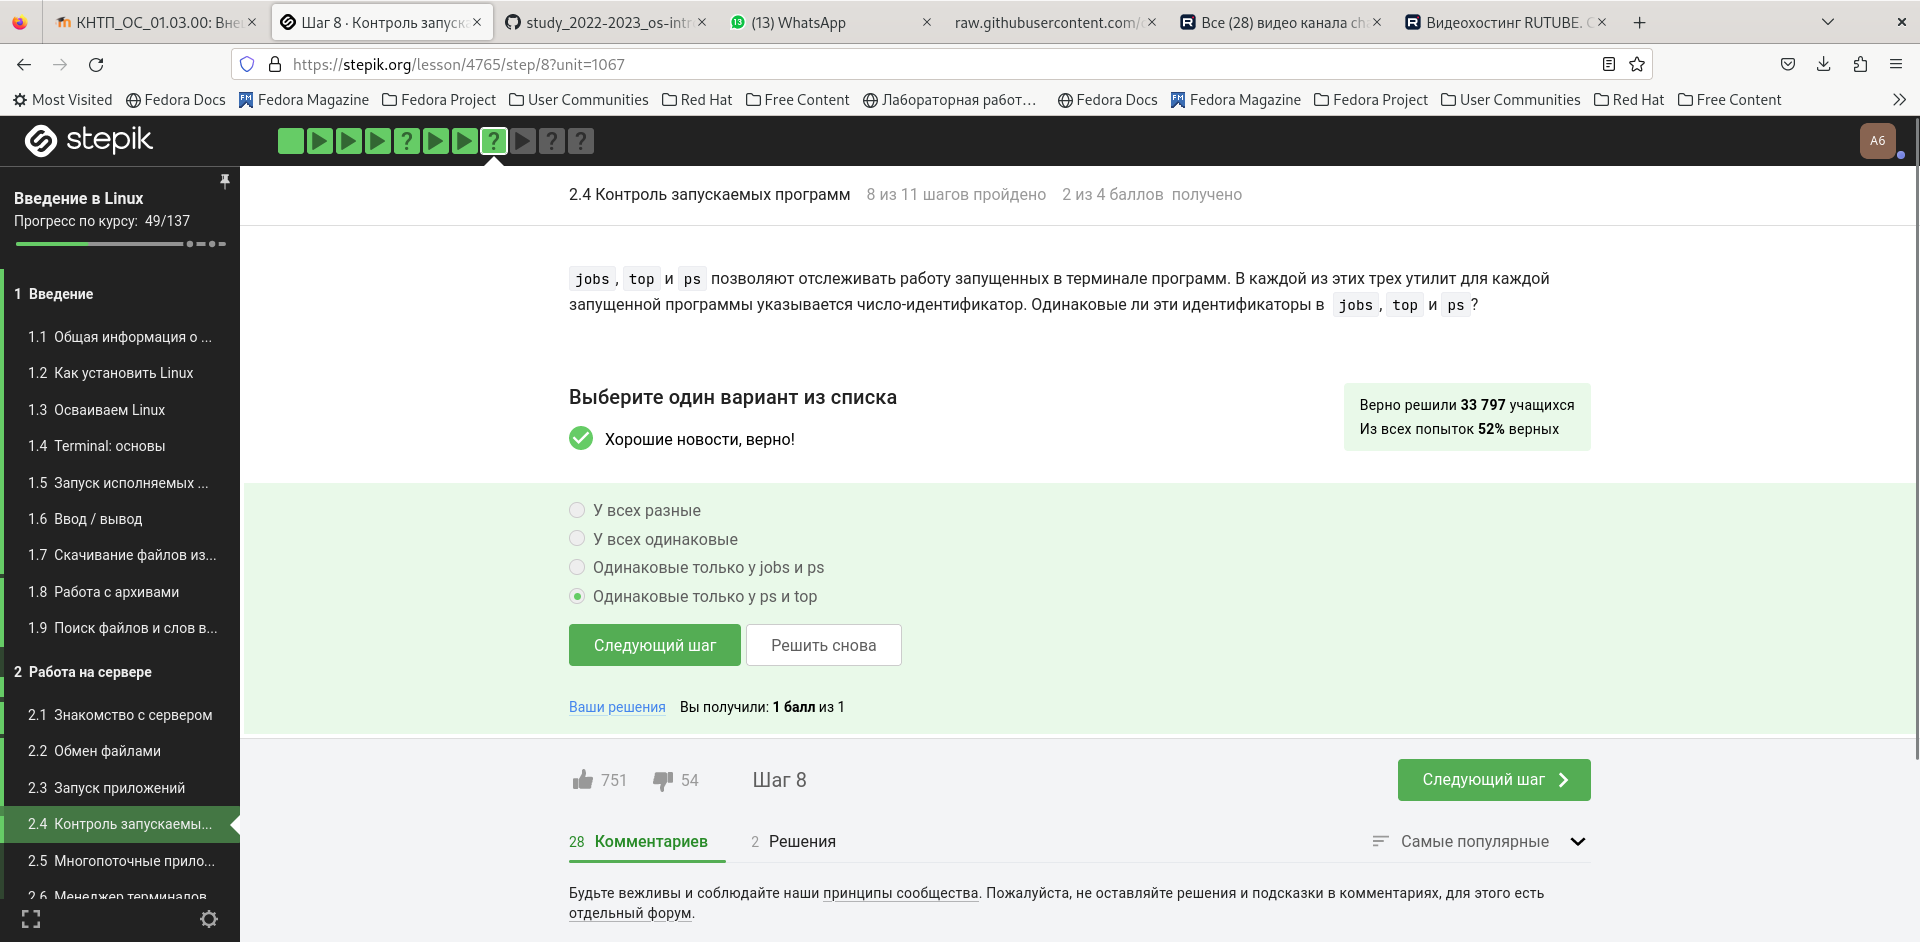 КНТП_ОС_01.03.00: Вне
Шаг 8 · Контроль запуск
study_2022-2023_os-intr
(13) WhatsApp
raw.githubusercontent.com/
Все (28) видео канала
Видеохостинг RUTUBE.
https://stepik.org/lesson/4765/step/8?unit=1067
Most Visited Fedora Docs Fedora Magazine Fedora Project User Communities Red Hat Free Content Лабораторная работ… Fedora Docs Fedora Magazine Fedora Project User Communities Red Hat Free Content
stepik
A6
Введение в Linux
Прогресс по курсу: 49/137
1 Введение
1.1 Общая информация о ...
1.2 Как установить Linux
1.3 Осваиваем Linux
1.4 Terminal: основы
1.5 Запуск исполняемых ...
1.6 Ввод / вывод
1.7 Скачивание файлов из...
1.8 Работа с архивами
1.9 Поиск файлов и слов в...
2 Работа на сервере
2.1 Знакомство с сервером
2.2 Обмен файлами
2.3 Запуск приложений
2.4 Контроль запускаемы...
2.5 Многопоточные прило...
2.6 Менеджер терминалов
2.4 Контроль запускаемых программ 8 из 11 шагов пройдено 2 из 4 баллов получено
jobs, top и ps позволяют отслеживать работу запущенных в терминале программ. В каждой из этих трех утилит для каждой
запущенной программы указывается число-идентификатор. Одинаковые ли эти идентификаторы в jobs, top и ps?
Выберите один вариант из списка
Хорошие новости, верно!
Верно решили 33 797 учащихся
Из всех попыток 52% верных
У всех разные
У всех одинаковые
Одинаковые только у jobs и ps
Одинаковые только у ps и top
Следующий шаг Решить снова
Ваши решения Вы получили: 1 балл из 1
751 54 Шаг 8 Следующий шаг
28 Комментариев 2 Решения Самые популярные
Будьте вежливы и соблюдайте наши принципы сообщества. Пожалуйста, не оставляйте решения и подсказки в комментариях, для этого есть
отдельный форум.